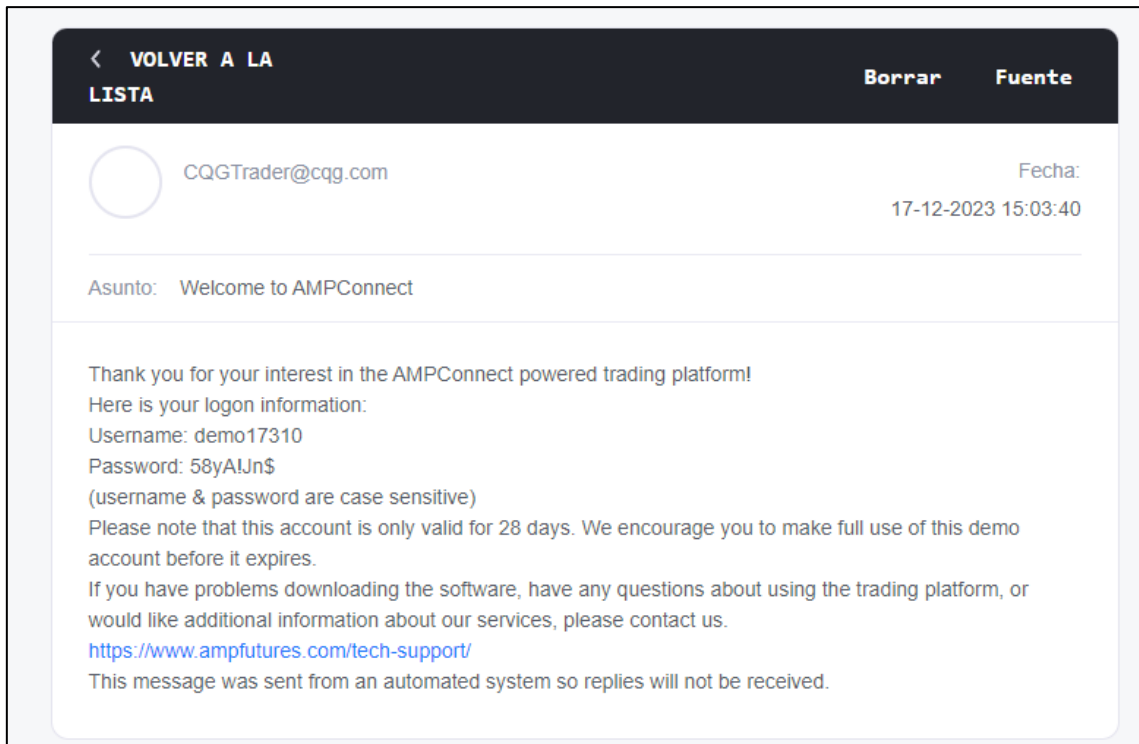 VOLVER A LA
LISTA
Borrar Fuente
CQGTrader@cqg.com
Fecha:
17-12-2023 15:03:40
Asunto: Welcome to AMPConnect
Thank you for your interest in the AMPConnect powered trading platform!
Here is your logon information:
Username: demo17310
Password: 58yA!Jn$
(username & password are case sensitive)
Please note that this account is only valid for 28 days. We encourage you to make full use of this demo
account before it expires.
If you have problems downloading the software, have any questions about using the trading platform, or
would like additional information about our services, please contact us.
https://www.ampfutures.com/tech-support/
This message was sent from an automated system so replies will not be received.